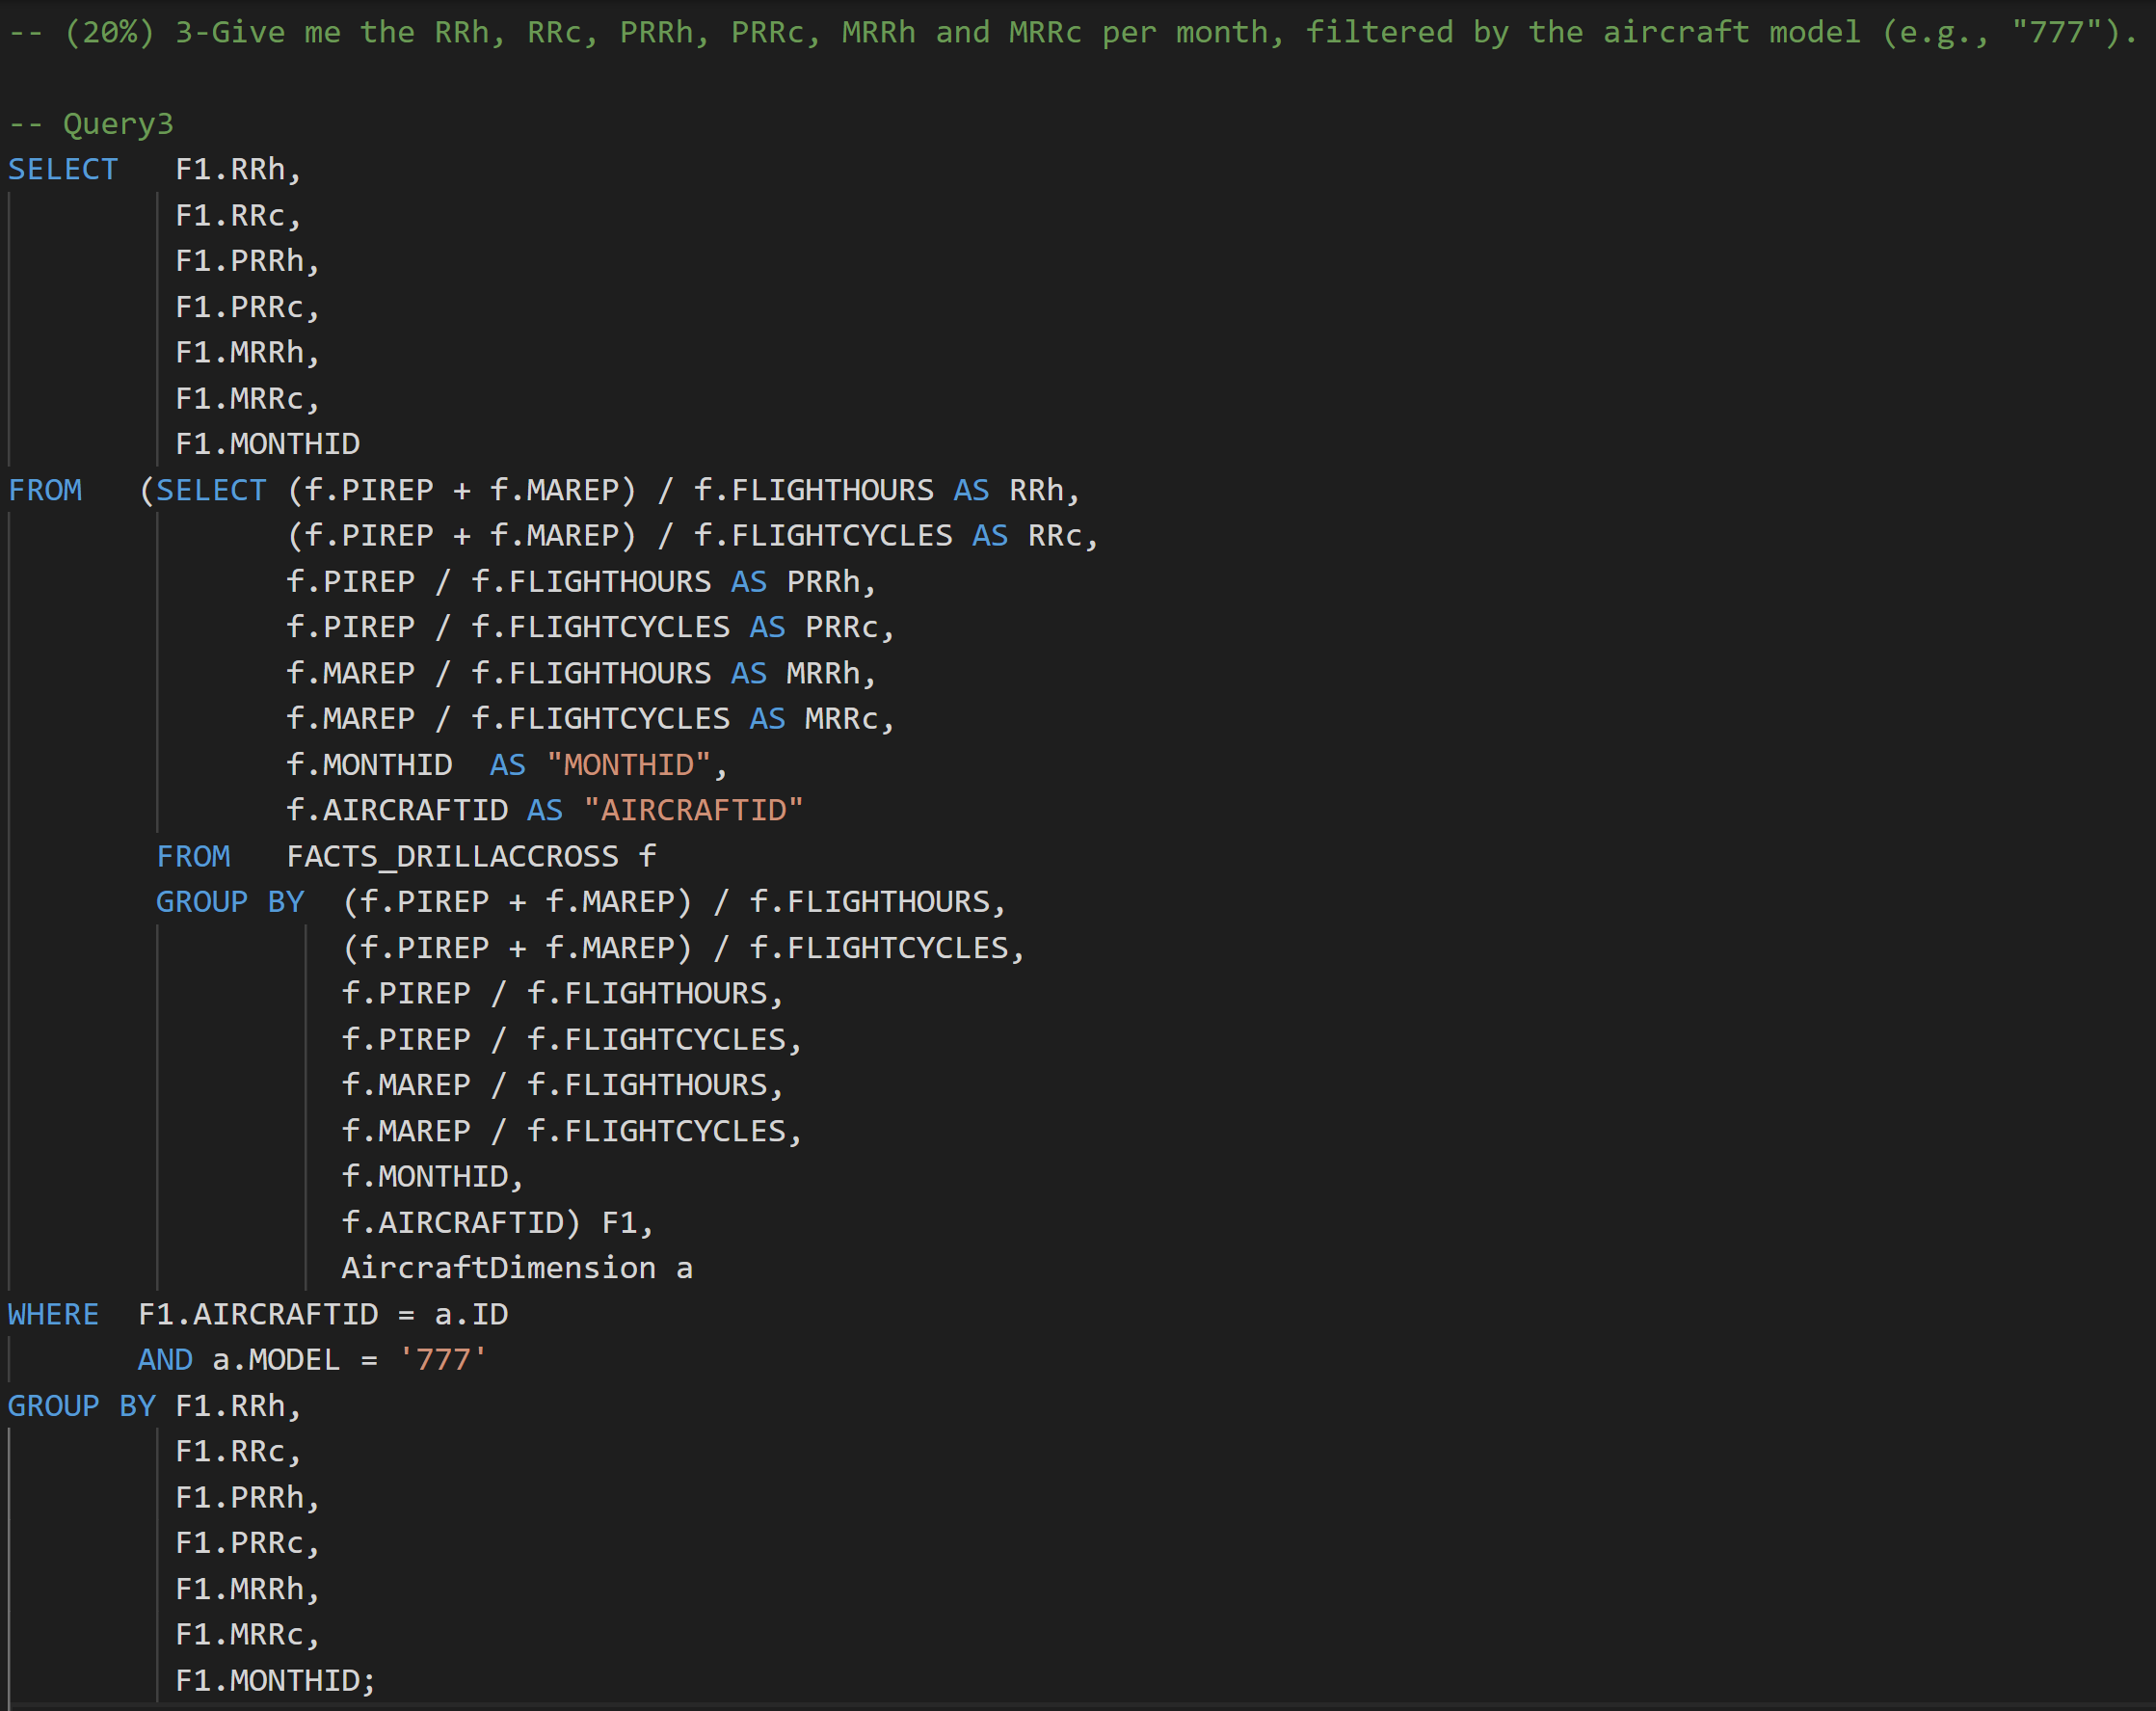 -- (20%) 3-Give me the RRh, RRc, PRRh, PRRc, MRRh and MRRc per month, filtered by the aircraft model (e.g., "777").
-- Query3
SELECT   F1.RRh,
         F1.RRc,
         F1.PRRh,
         F1.PRRc,
         F1.MRRh,
         F1.MRRc,
         F1.MONTHID
FROM   (SELECT (f.PIREP + f.MAREP) / f.FLIGHTHOURS AS RRh,
               (f.PIREP + f.MAREP) / f.FLIGHTCYCLES AS RRc,
               f.PIREP / f.FLIGHTHOURS AS PRRh,
               f.PIREP / f.FLIGHTCYCLES AS PRRc,
               f.MAREP / f.FLIGHTHOURS AS MRRh,
               f.MAREP / f.FLIGHTCYCLES AS MRRc,
               f.MONTHID  AS "MONTHID",
               f.AIRCRAFTID AS "AIRCRAFTID"
        FROM   FACTS_DRILLACCROSS f
        GROUP BY  (f.PIREP + f.MAREP) / f.FLIGHTHOURS,
                  (f.PIREP + f.MAREP) / f.FLIGHTCYCLES,
                  f.PIREP / f.FLIGHTHOURS,
                  f.PIREP / f.FLIGHTCYCLES,
                  f.MAREP / f.FLIGHTHOURS,
                  f.MAREP / f.FLIGHTCYCLES,
                  f.MONTHID,
                  f.AIRCRAFTID) F1,
                  AircraftDimension a
WHERE  F1.AIRCRAFTID = a.ID
       AND a.MODEL = '777'
GROUP BY F1.RRh,
         F1.RRc,
         F1.PRRh,
         F1.PRRc,
         F1.MRRh,
         F1.MRRc,
         F1.MONTHID;